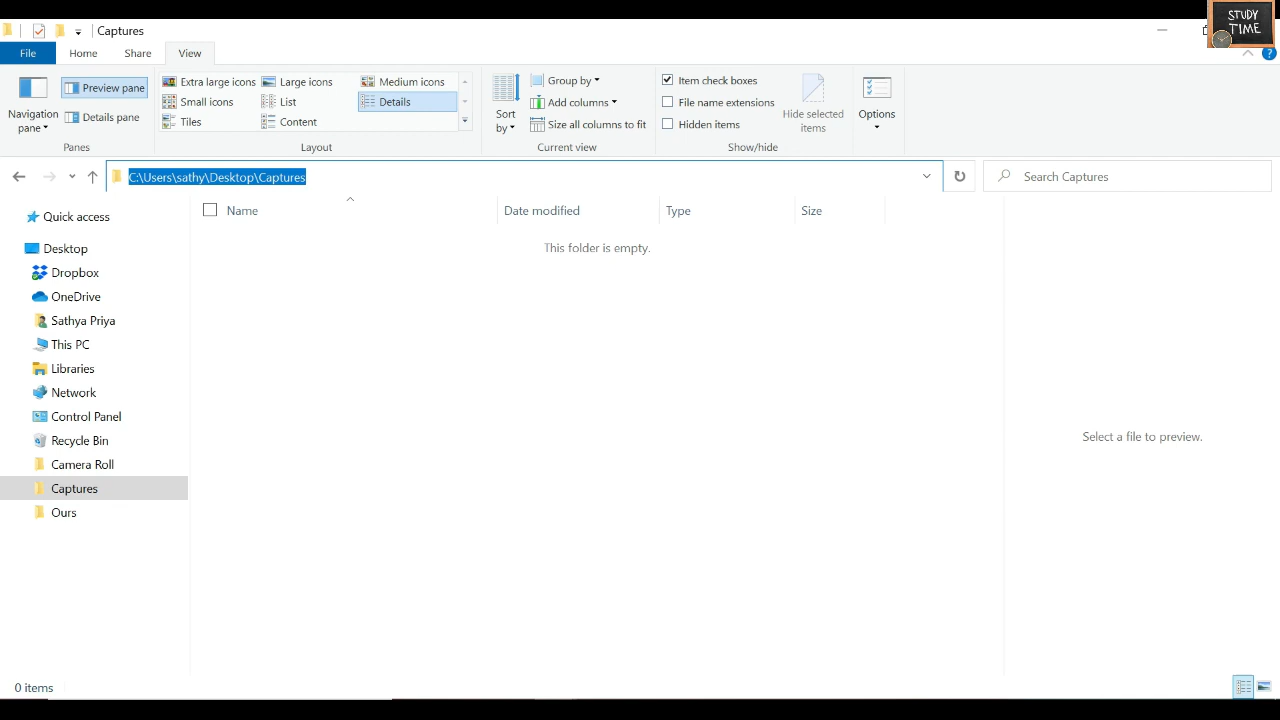 Captures
STUDY
TIME
File
Home
Share
View
Navigation
pane
Preview pane
Details pane
Panes
Extra large icons
Large icons
Medium icons
Small icons
List
Details
Tiles
Content
Layout
Sort
by
Group by
Add columns
Size all columns to fit
Current view
Item check boxes
File name extensions
Hidden items
Hide selected
items
Show/hide
Options
C:\Users\sathy\Desktop\Captures
Search Captures
Quick access
Name
Date modified
Type
Size
This folder is empty.
Desktop
Dropbox
OneDrive
Sathya Priya
This PC
Libraries
Network
Control Panel
Recycle Bin
Camera Roll
Captures
Ours
Select a file to preview.
0 items